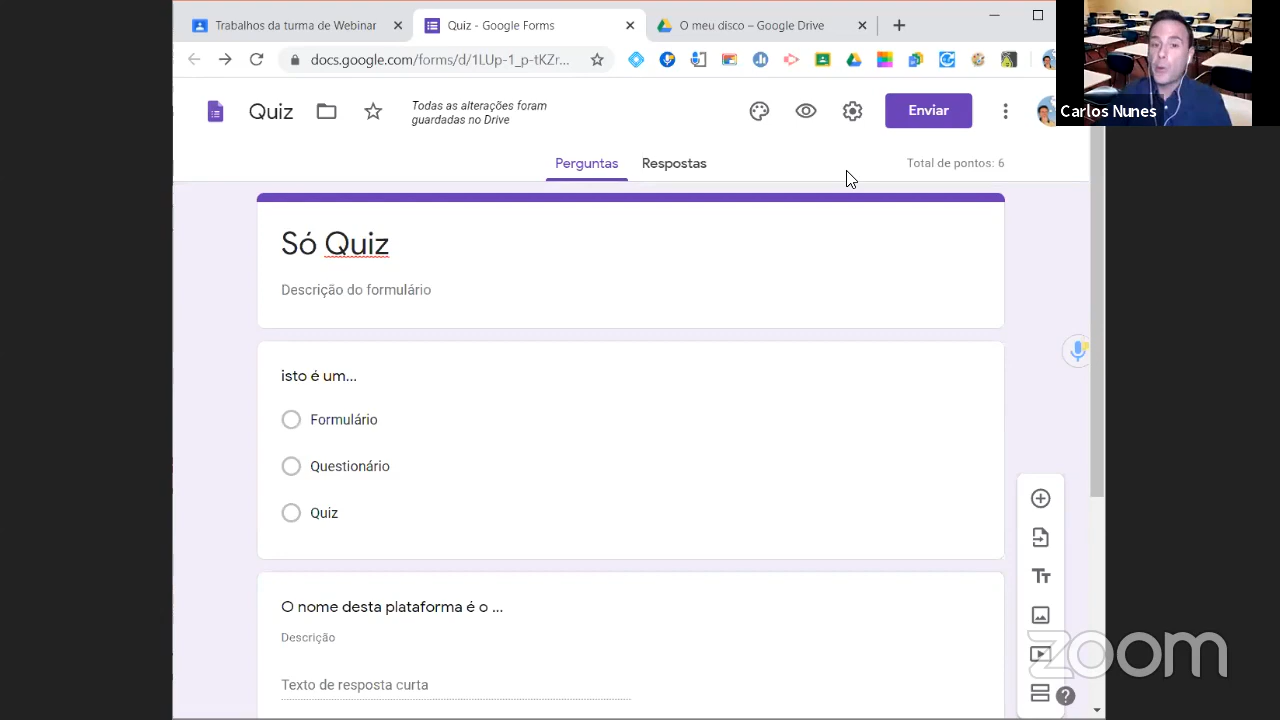 Trabalhos da turma de Webinar
Quiz - Google Forms
O meu disco – Google Drive
docs.google.com/forms/d/1LUp-1_p-tKZr...
Carlos Nunes
Quiz
Todas as alterações foram
guardadas no Drive
Enviar
Perguntas
Respostas
Total de pontos: 6
Só Quiz
Descrição do formulário
isto é um...
Formulário
Questionário
Quiz
O nome desta plataforma é o ...
Descrição
Texto de resposta curta
Tт
zoom